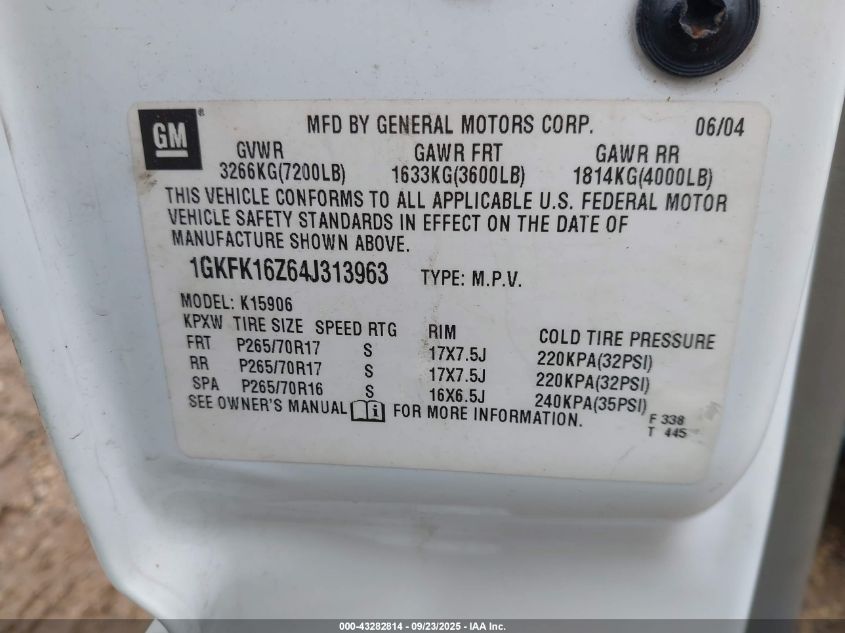 GM ®
MFD BY GENERAL MOTORS CORP. 06/04
GVWR GAWR FRT GAWR RR
3266KG(7200LB) 1633KG(3600LB) 1814KG(4000LB)
THIS VEHICLE CONFORMS TO ALL APPLICABLE U.S. FEDERAL MOTOR
VEHICLE SAFETY STANDARDS IN EFFECT ON THE DATE OF
MANUFACTURE SHOWN ABOVE.
1GKFK16Z64J313963 TYPE: M.P.V.
MODEL: K15906
KPXW TIRE SIZE SPEED RTG RIM COLD TIRE PRESSURE
FRT P265/70R17 S 17X7.5J 220KPA(32PSI)
RR P265/70R17 S 17X7.5J 220KPA(32PSI)
SPA P265/70R16 S 16X6.5J 240KPA(35PSI)
SEE OWNER'S MANUAL i FOR MORE INFORMATION.
F 338
T 445
000-43282814 - 09/23/2025 - IAA Inc.